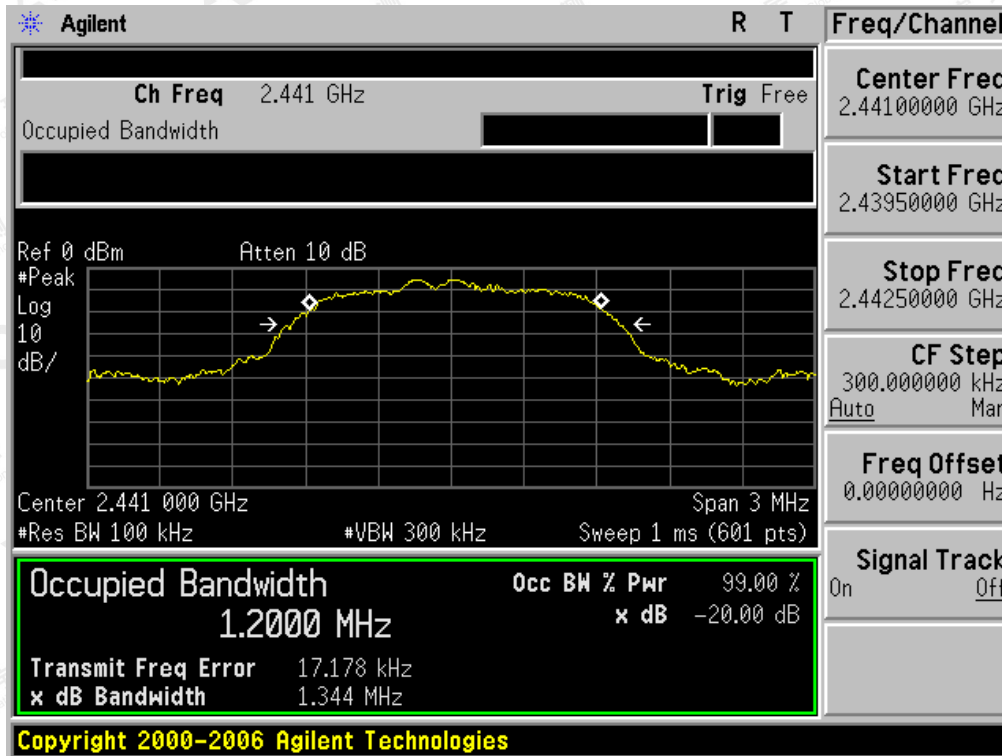 Agilent R T
Freq/Channel
Ch Freq 2.441 GHz Trig Free
Occupied Bandwidth
Center Freq
2.44100000 GHz
Start Freq
2.43950000 GHz
Stop Freq
2.44250000 GHz
CF Step
300.000000 kHz
Auto Man
Freq Offset
0.00000000 Hz
Signal Track
On Off
Ref 0 dBm Atten 10 dB
#Peak
Log
10
dB/
Center 2.441 000 GHz Span 3 MHz
#Res BW 100 kHz #VBW 300 kHz Sweep 1 ms (601 pts)
Occupied Bandwidth
1.2000 MHz
Occ BW % Pwr 99.00 %
x dB -20.00 dB
Transmit Freq Error 17.178 kHz
x dB Bandwidth 1.344 MHz
Copyright 2000-2006 Agilent Technologies